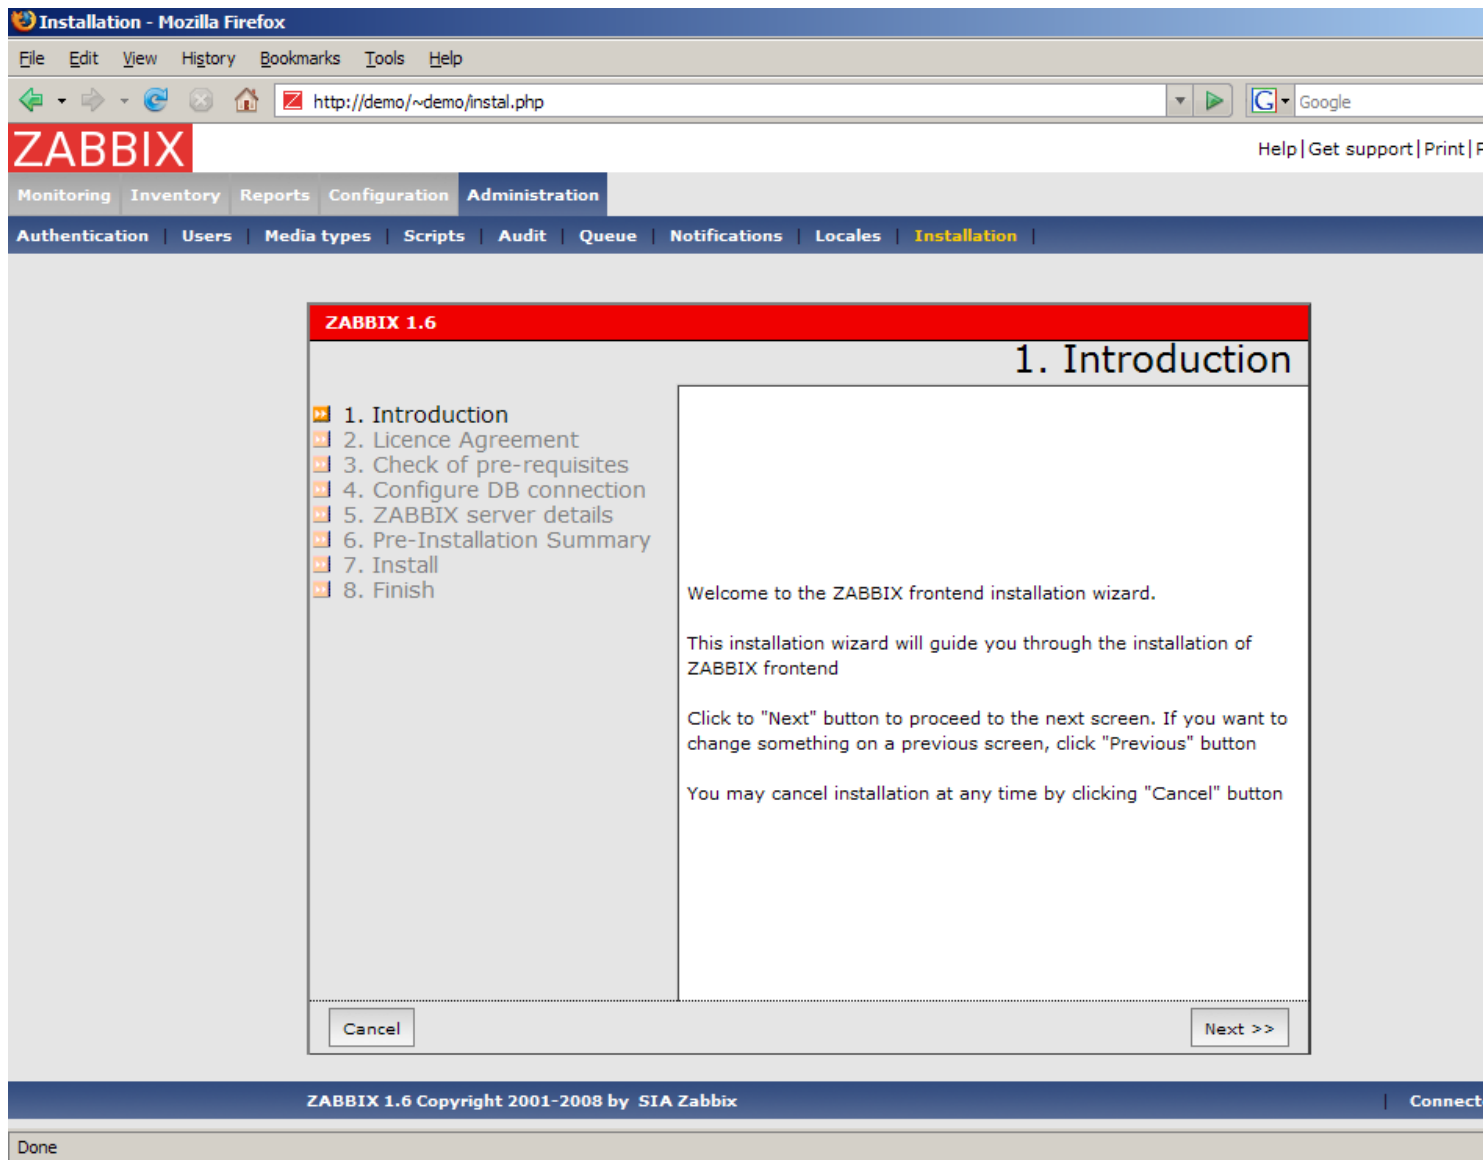 Installation - Mozilla Firefox
File Edit View History Bookmarks Tools Help
http://demo/~demo/instal.php G Google
ZABBIX
Help|Get support|Print|
Monitoring Inventory Reports Configuration Administration
Authentication | Users | Media types | Scripts | Audit | Queue | Notifications | Locales | Installation |
ZABBIX 1.6
1. Introduction
1. Introduction
2. Licence Agreement
3. Check of pre-requisites
4. Configure DB connection
5. ZABBIX server details
6. Pre-Installation Summary
7. Install
8. Finish
Welcome to the ZABBIX frontend installation wizard.
This installation wizard will guide you through the installation of
ZABBIX frontend
Click to "Next" button to proceed to the next screen. If you want to
change something on a previous screen, click "Previous" button
You may cancel installation at any time by clicking "Cancel" button
Cancel Next >>
ZABBIX 1.6 Copyright 2001-2008 by SIA Zabbix | Connect
Done